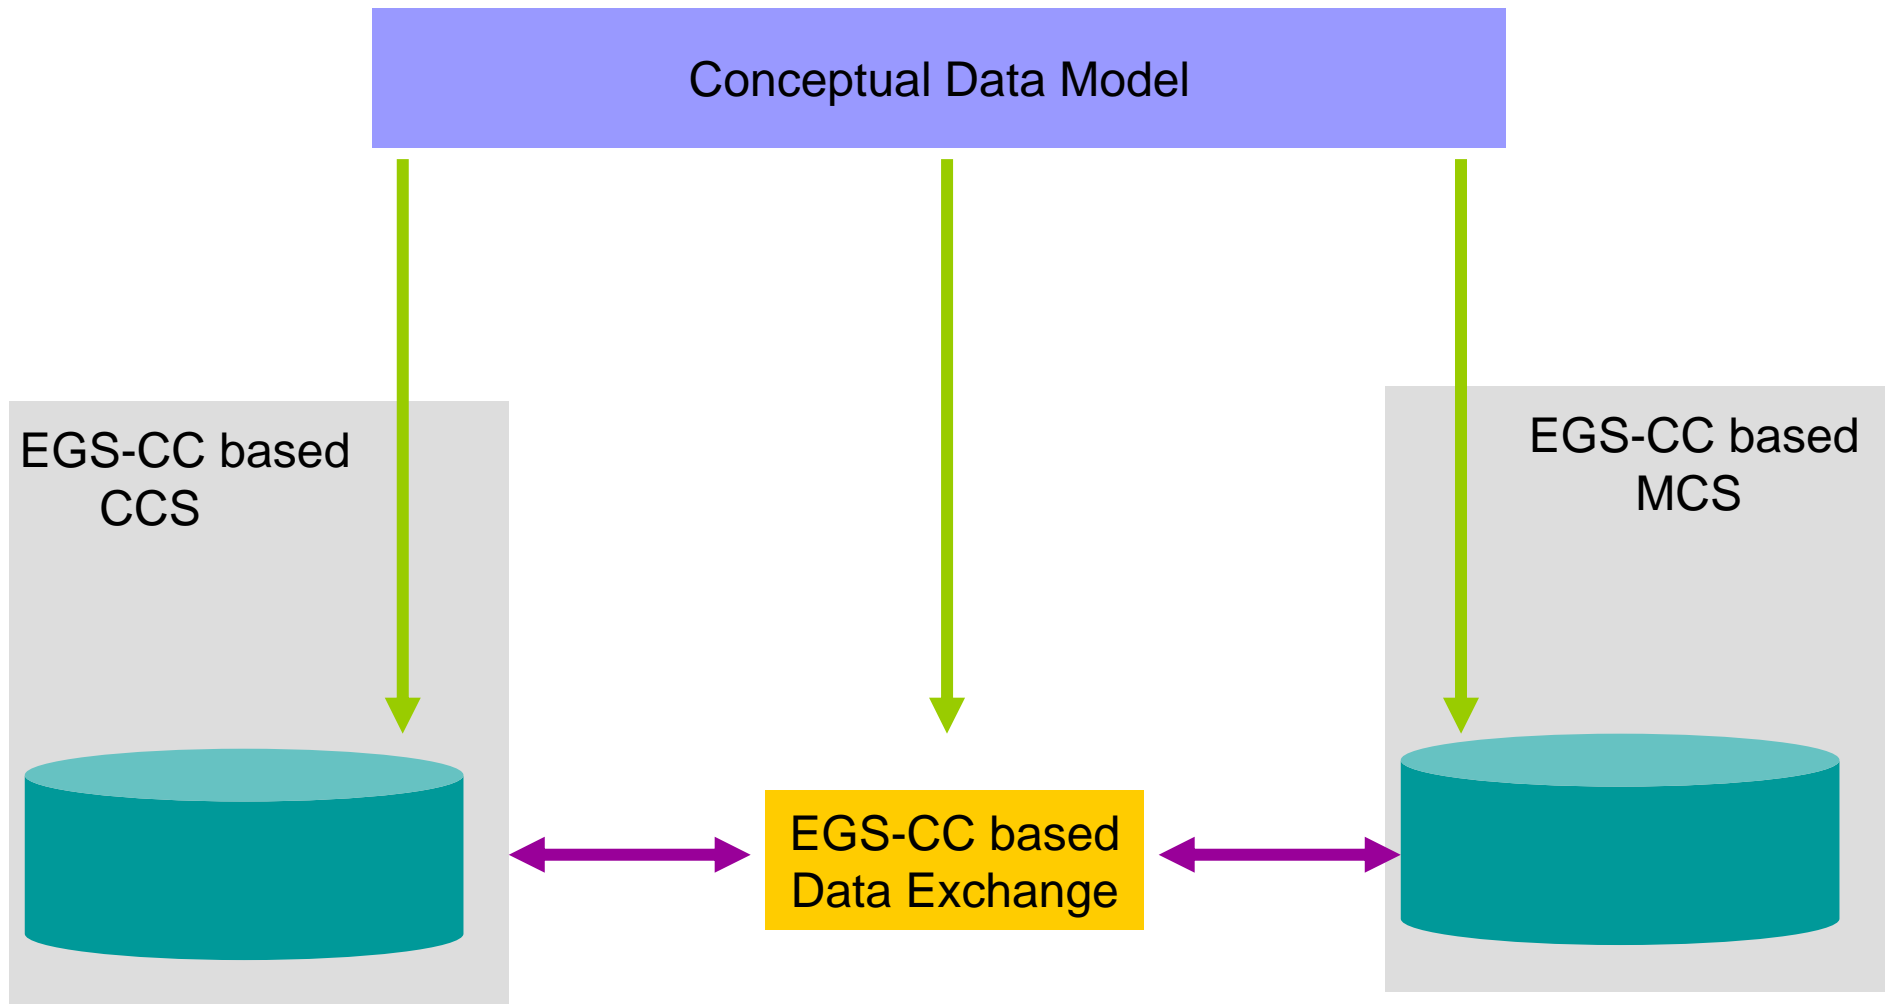 Conceptual Data Model
EGS-CC based
CCS
EGS-CC based
MCS
EGS-CC based
Data Exchange